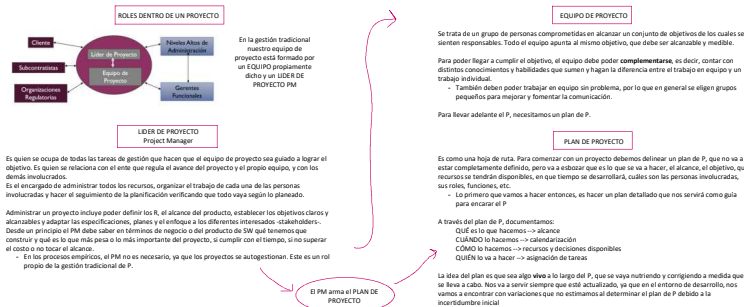 ROLES DENTRO DE UN PROYECTO
Cliente
Subcontratistas
Organizaciones
Regulatorias
Líder de Proyecto
Equipo de
Proyecto
Niveles Altos de
Administración
Gerentes
Funcionales
En la gestión tradicional
nuestro equipo de
proyecto está formado por
un EQUIPO propiamente
dicho y un LIDER DE
PROYECTO PM
LIDER DE PROYECTO
Project Manager
Es quien se ocupa de todas las tareas de gestión que hacen que el equipo de proyecto sea guiado a lograr el
objetivo. Es quien se relaciona con el ente que regula el avance del proyecto y el propio equipo, y con los
demás involucrados.
Es el encargado de administrar todos los recursos, organizar el trabajo de cada una de las personas
involucradas y hacer el seguimiento de la planificación verificando que todo vaya según lo planeado.
Administrar un proyecto incluye poder definir los R, el alcance del producto, establecer los objetivos claros y
alcanzables y adaptar las especificaciones, planes y el enfoque a los diferentes interesados -stakeholders-.
Desde un principio el PM debe saber en términos de negocio o del producto de SW qué tenemos que
construir y qué es lo que más pesa o lo más importante del proyecto, si cumplir con el tiempo, si no superar
el costo o no tocar el alcance.
- En los procesos empíricos, el PM no es necesario, ya que los proyectos se autogestionan. Este es un rol
propio de la gestión tradicional de P.
El PM arma el PLAN DE
PROYECTO
EQUIPO DE PROYECTO
Se trata de un grupo de personas comprometidas en alcanzar un conjunto de objetivos de los cuales se
sienten responsables. Todo el equipo apunta al mismo objetivo, que debe ser alcanzable y medible.
Para poder llegar a cumplir el objetivo, el equipo debe poder complementarse, es decir, contar con
distintos conocimientos y habilidades que sumen y hagan la diferencia entre el trabajo en equipo y un
trabajo individual.
- También deben poder trabajar en equipo sin problema, por lo que en general se eligen grupos
pequeños para mejorar y fomentar la comunicación.
Para llevar adelante el P, necesitamos un plan de P.
PLAN DE PROYECTO
Es como una hoja de ruta. Para comenzar con un proyecto debemos delinear un plan de P, que no va a
estar completamente definido, pero va a esbozar que es lo que se va a hacer, el alcance, el objetivo, qué
recursos se tendrán disponibles, en que tiempo se desarrollará, cuáles son las personas involucradas,
sus roles, funciones, etc.
- Lo primero que vamos a hacer entonces, es hacer un plan detallado que nos servirá como guía
para encarar el P
A través del plan de P, documentamos:
QUÉ es lo que hacemos --> alcance
CUÁNDO lo hacemos --> calendarización
CÓMO lo hacemos --> recursos y decisiones disponibles
QUIÉN lo va a hacer --> asignación de tareas
La idea del plan es que sea algo vivo a lo largo del P, que se vaya nutriendo y corrigiendo a medida que
se lleva a cabo. Nos va a servir siempre que esté actualizado, ya que en el entorno de desarrollo, nos
vamos a encontrar con variaciones que no estimamos al determinar el plan de P debido a la
incertidumbre inicial